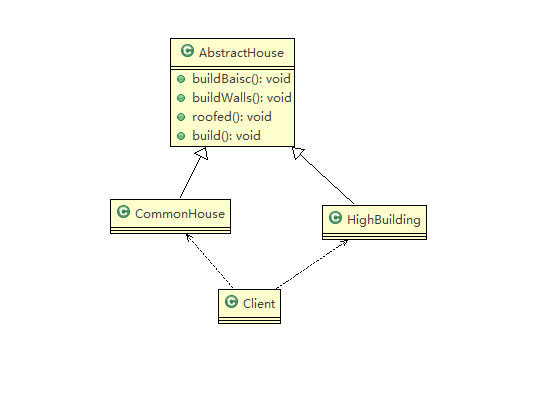 C AbstractHouse
buildBaisc(): void
buildWalls(): void
roofed(): void
build(): void
C CommonHouse
C HighBuilding
C Client